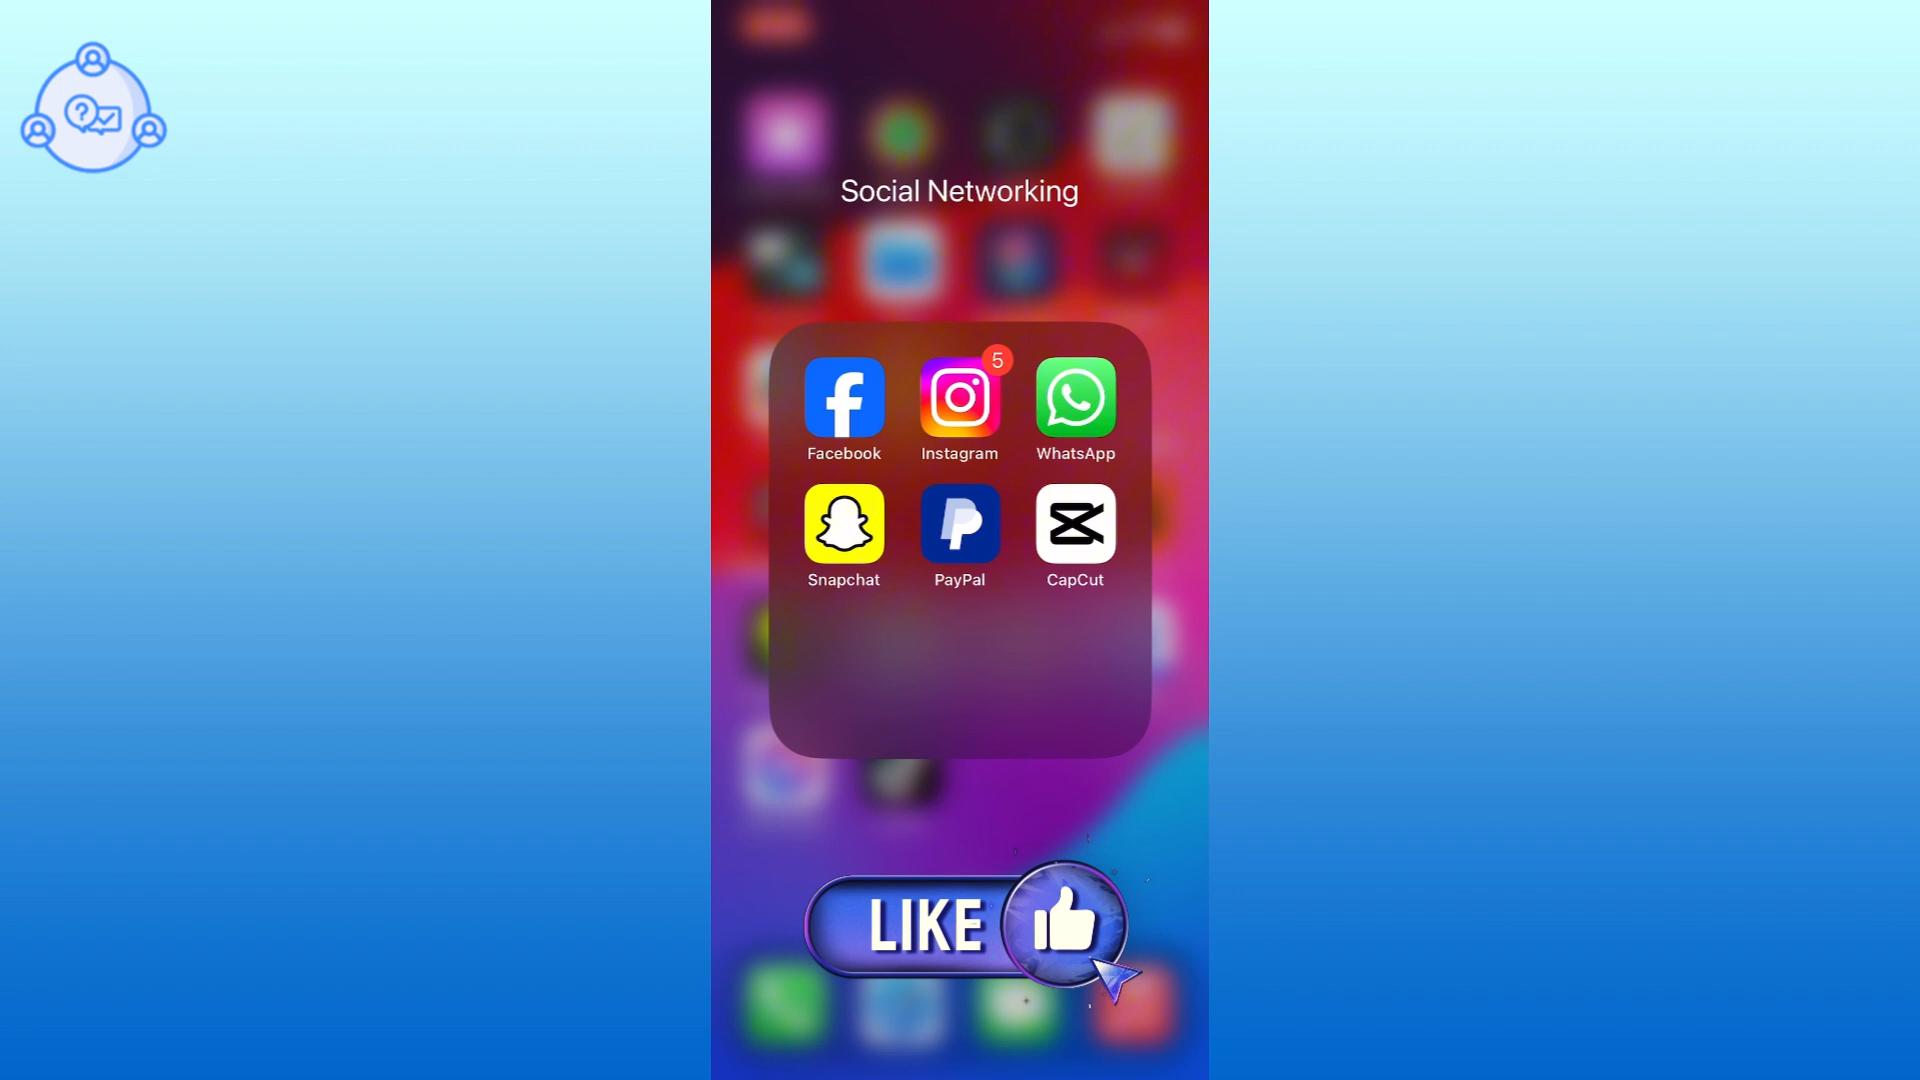 Social Networking
5
Facebook
Instagram
WhatsApp
Snapchat
PayPal
CapCut
LIKE